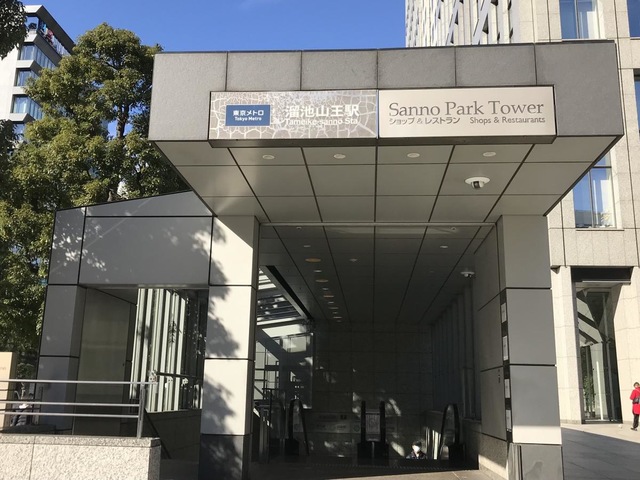 東京メトロ
Tokyo Metro
溜池山王駅
Tameike-sanno Sta.
Sanno Park Tower
ショップ & レストラン Shops & Restaurants